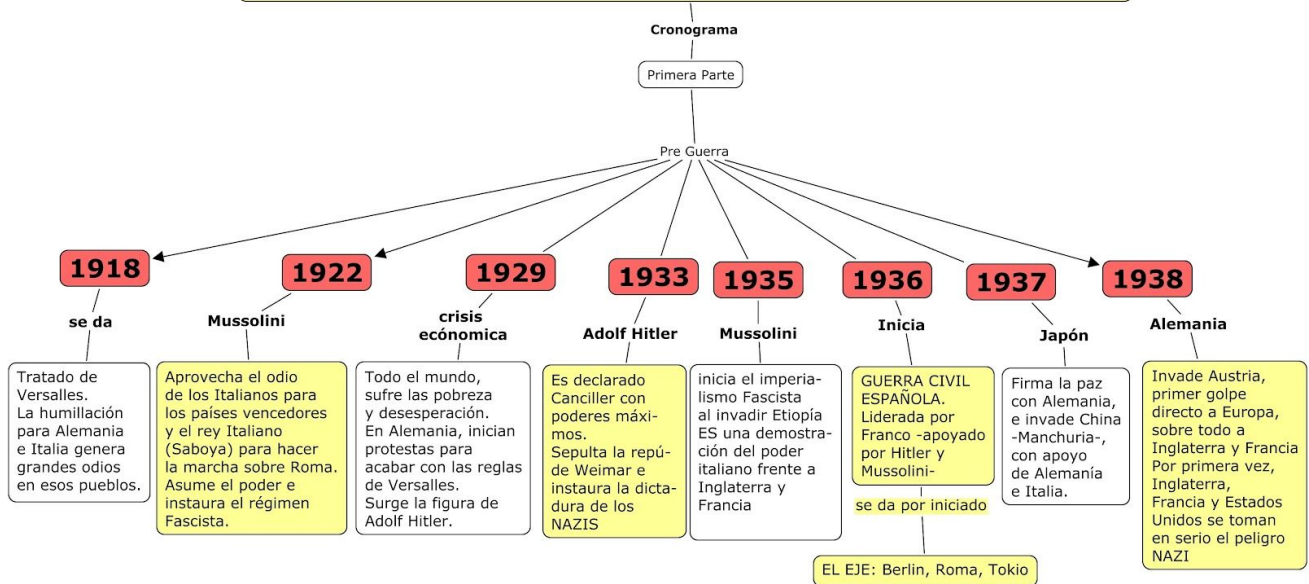 Cronograma
Primera Parte
Pre Guerra
1918
se da
Tratado de
Versalles.
La humillación
para Alemania
e Italia genera
grandes odios
en esos pueblos.
1922
Mussolini
Aprovecha el odio
de los Italianos para
los países vencedores
y el rey Italiano
(Saboya) para hacer
la marcha sobre Roma.
Asume el poder e
instaura el régimen
Fascista.
1929
crisis
ecónomica
Todo el mundo,
sufre las pobreza
y desesperación.
En Alemania, inician
protestas para
acabar con las reglas
de Versalles.
Surge la figura de
Adolf Hitler.
1933
Adolf Hitler
Es declarado
Canciller con
poderes máxi-
mos.
Sepulta la repú-
de Weimar e
instaura la dicta-
dura de los
NAZIS
1935
Mussolini
inicia el imperia-
lismo Fascista
al invadir Etiopía
ES una demostra-
ción del poder
italiano frente a
Inglaterra y
Francia
1936
Inicia
GUERRA CIVIL
ESPAÑOLA.
Liderada por
Franco -apoyado
por Hitler y
Mussolini-
se da por iniciado
EL EJE: Berlin, Roma, Tokio
1937
Japón
Firma la paz
con Alemania,
e invade China
-Manchuria-,
con apoyo
de Alemanía
e Italia.
1938
Alemania
Invade Austria,
primer golpe
directo a Europa,
sobre todo a
Inglaterra y Francia
Por primera vez,
Inglaterra,
Francia y Estados
Unidos se toman
en serio el peligro
NAZI